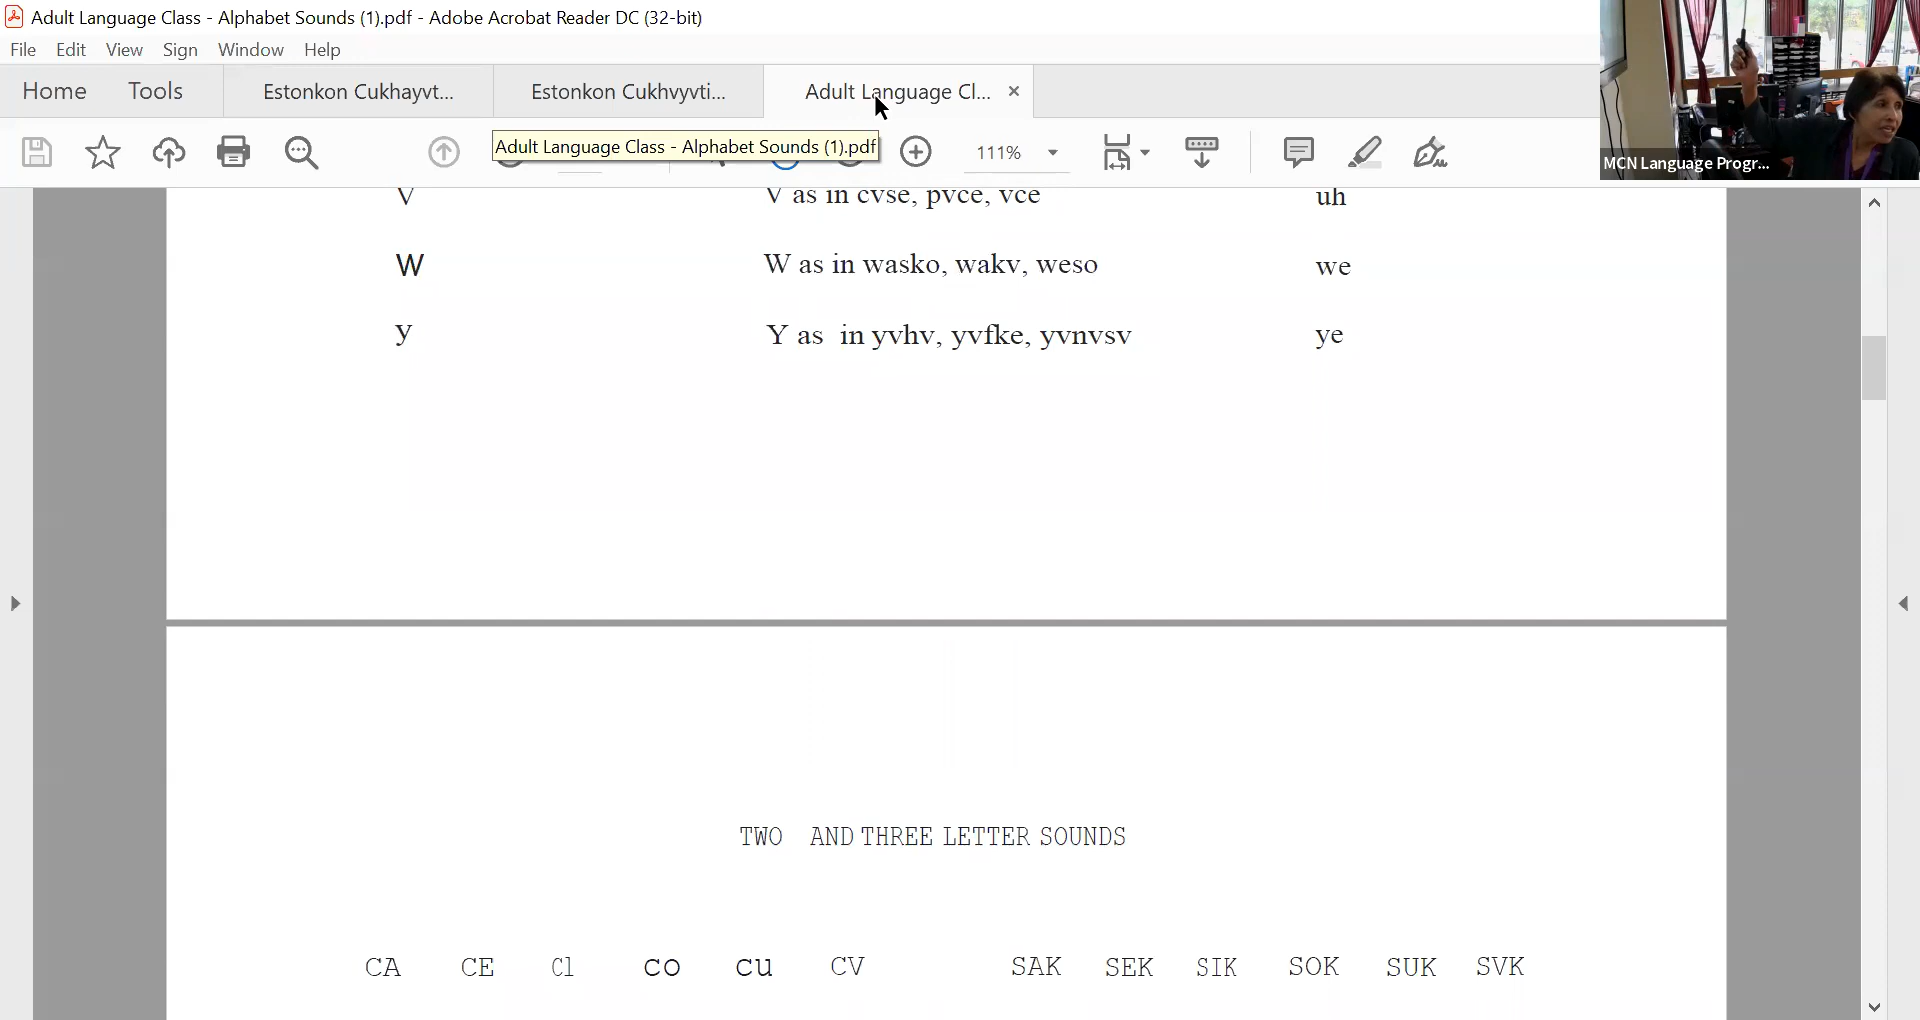 Adult Language Class - Alphabet Sounds (1).pdf - Adobe Acrobat Reader DC (32-bit)
File Edit View Sign Window Help
Home Tools Estonkon Cukhayvt... Estonkon Cukhvyvti... Adult Language Cl... ×
Adult Language Class - Alphabet Sounds (1).pdf
111%
MCN Language Progr...
V V as in cvse, pvce, vce uh
W W as in wasko, wakv, weso we
y Y as in yvhv, yvfke, yvnvsv ye
TWO AND THREE LETTER SOUNDS
CA CE Cl co cu CV SAK SEK SIK SOK SUK SVK